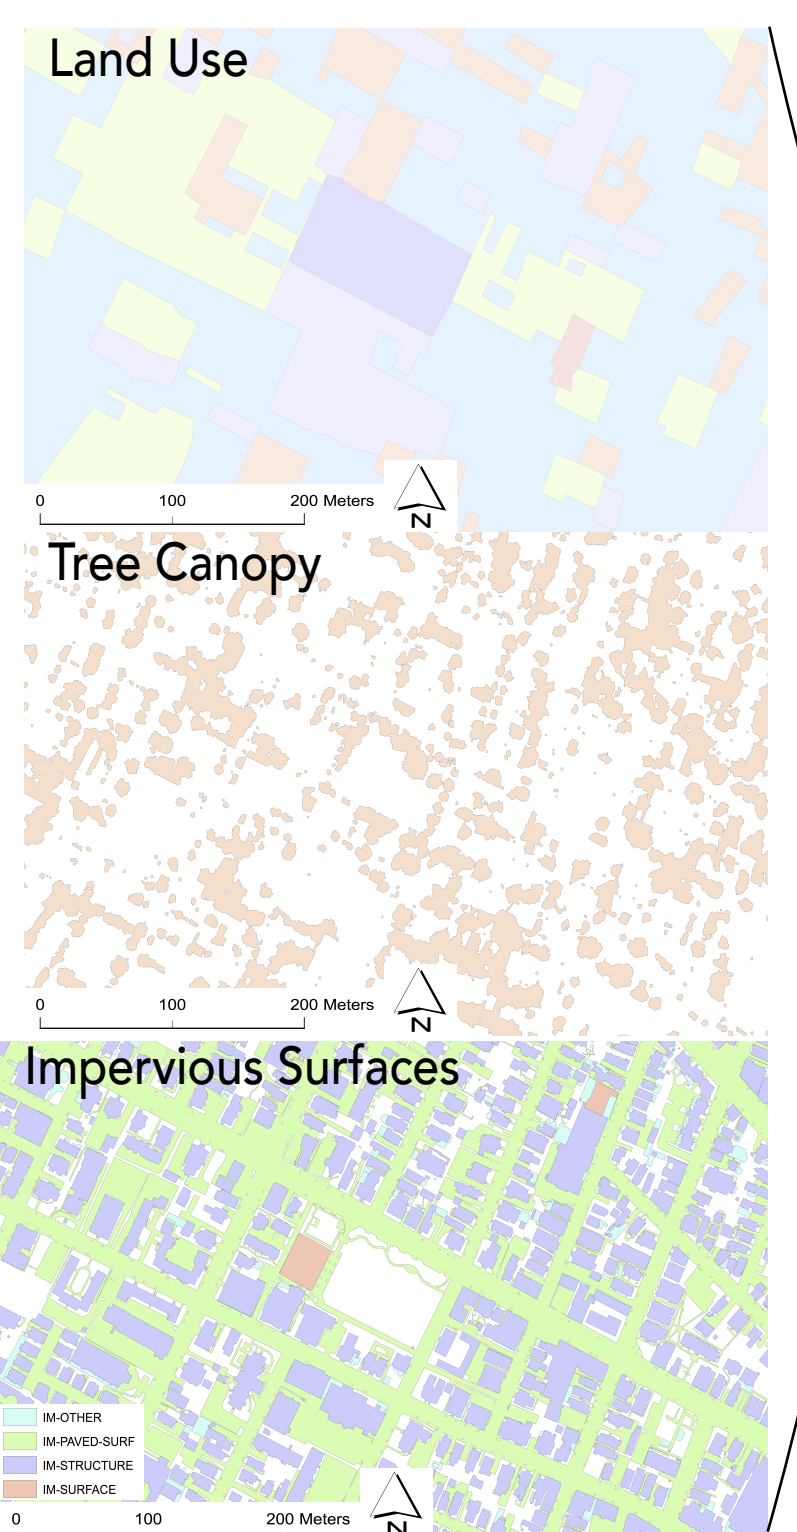 Land Use
0 100 200 Meters
N
Tree Canopy
0 100 200 Meters
N
Impervious Surfaces
IM-OTHER
IM-PAVED-SURF
IM-STRUCTURE
IM-SURFACE
0 100 200 Meters
N